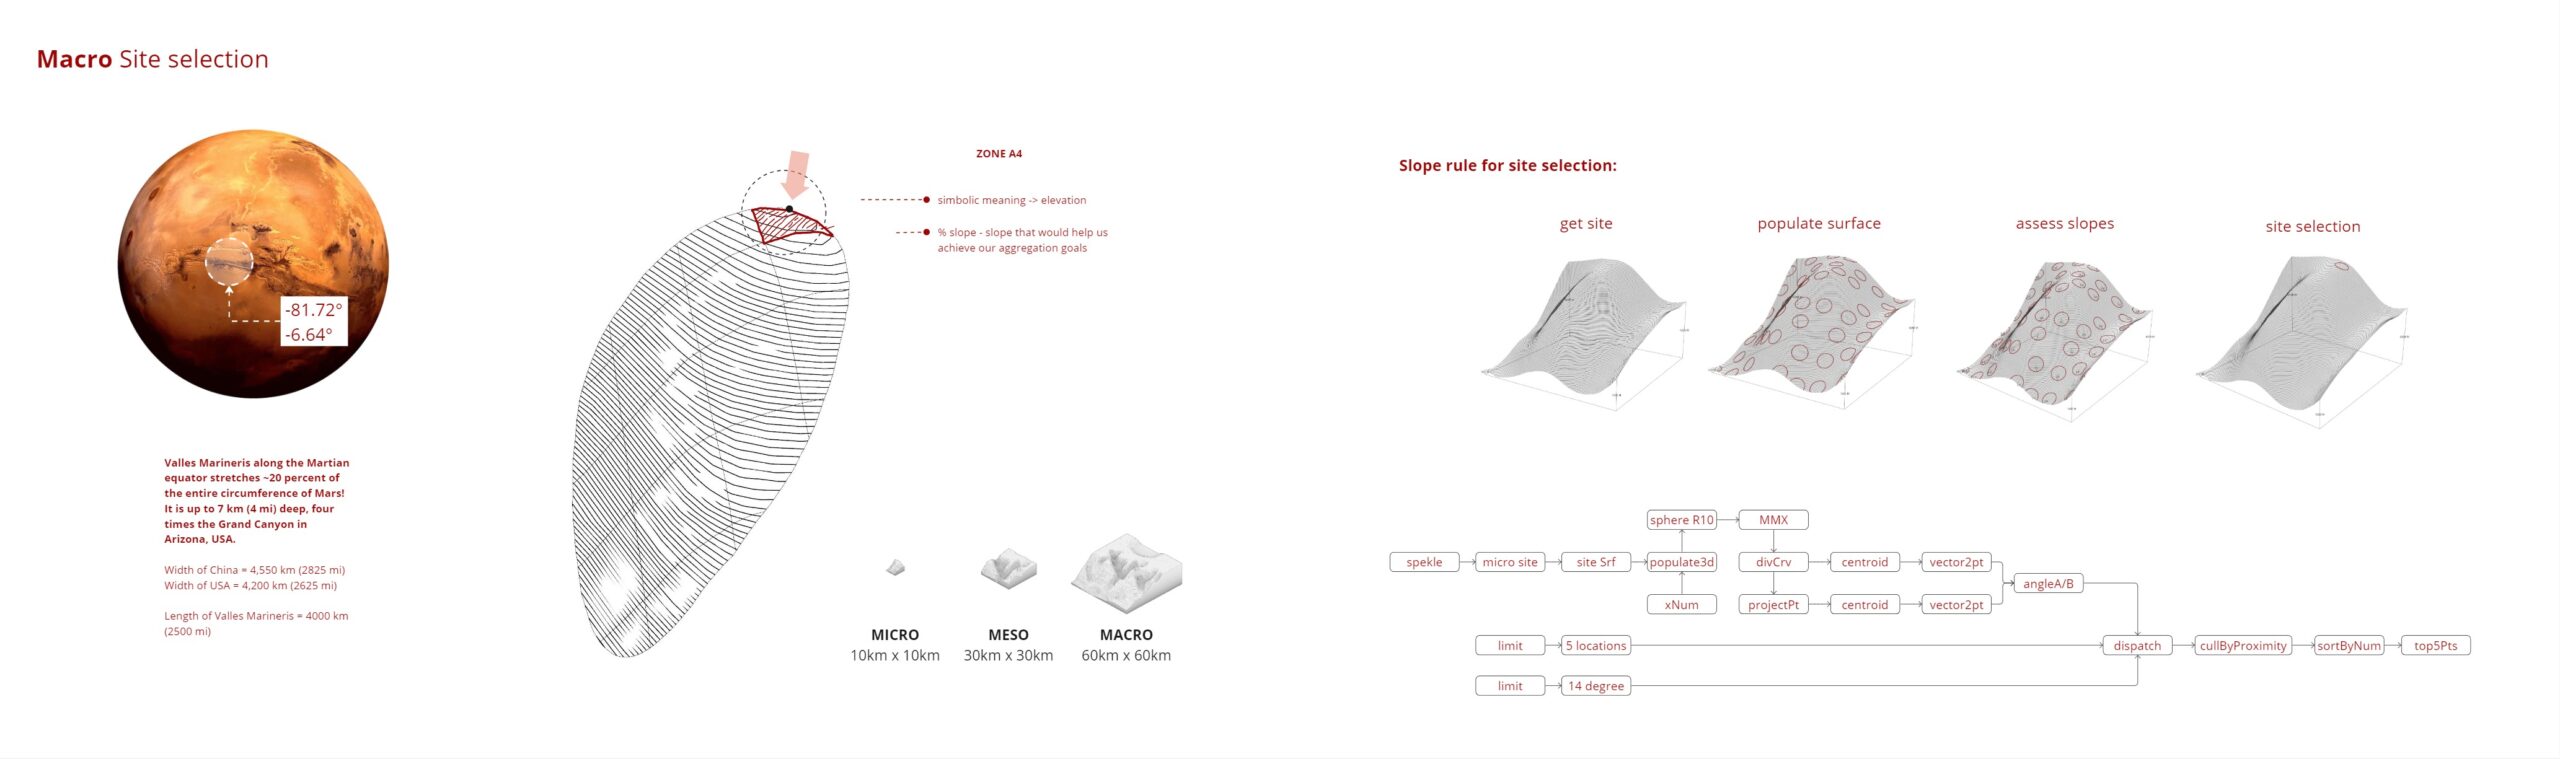 Macro Site selection
-81.72°
-6.64°
Valles Marineris along the Martian
equator stretches ~20 percent of
the entire circumference of Mars!
It is up to 7 km (4 mi) deep, four
times the Grand Canyon in
Arizona, USA.
Width of China = 4,550 km (2825 mi)
Width of USA = 4,200 km (2625 mi)
Length of Valles Marineris = 4000 km
(2500 mi)
ZONE A4
simbolic meaning -> elevation
% slope - slope that would help us
achieve our aggregation goals
MICRO
10km x 10km
MESO
30km x 30km
MACRO
60km x 60km
Slope rule for site selection:
get site
populate surface
assess slopes
site selection
sphere R10
MMX
spekle
micro site
site Srf
populate3d
divCrv
centroid
vector2pt
angleA/B
xNum
projectPt
centroid
vector2pt
limit
5 locations
dispatch
cullByProximity
sortByNum
top5Pts
limit
14 degree